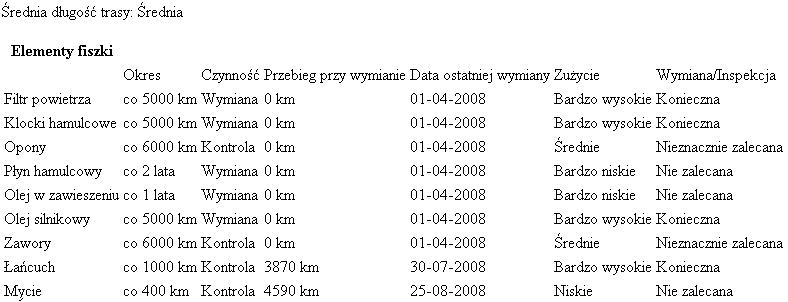 Średnia długość trasy: Średnia
Elementy fiszki
Okres Czynność Przebieg przy wymianie Data ostatniej wymiany Zużycie Wymiana/Inspekcja
Filtr powietrza co 5000 km Wymiana 0 km 01-04-2008 Bardzo wysokie Konieczna
Klocki hamulcowe co 5000 km Wymiana 0 km 01-04-2008 Bardzo wysokie Konieczna
Opony co 6000 km Kontrola 0 km 01-04-2008 Średnie Nieznacznie zalecana
Płyn hamulcowy co 2 lata Wymiana 0 km 01-04-2008 Bardzo niskie Nie zalecana
Olej w zawieszeniu co 1 lata Wymiana 0 km 01-04-2008 Bardzo niskie Nie zalecana
Olej silnikowy co 5000 km Wymiana 0 km 01-04-2008 Bardzo wysokie Konieczna
Zawory co 6000 km Kontrola 0 km 01-04-2008 Średnie Nieznacznie zalecana
Łańcuch co 1000 km Kontrola 3870 km 30-07-2008 Bardzo wysokie Konieczna
Mycie co 400 km Kontrola 4590 km 25-08-2008 Niskie Nie zalecana